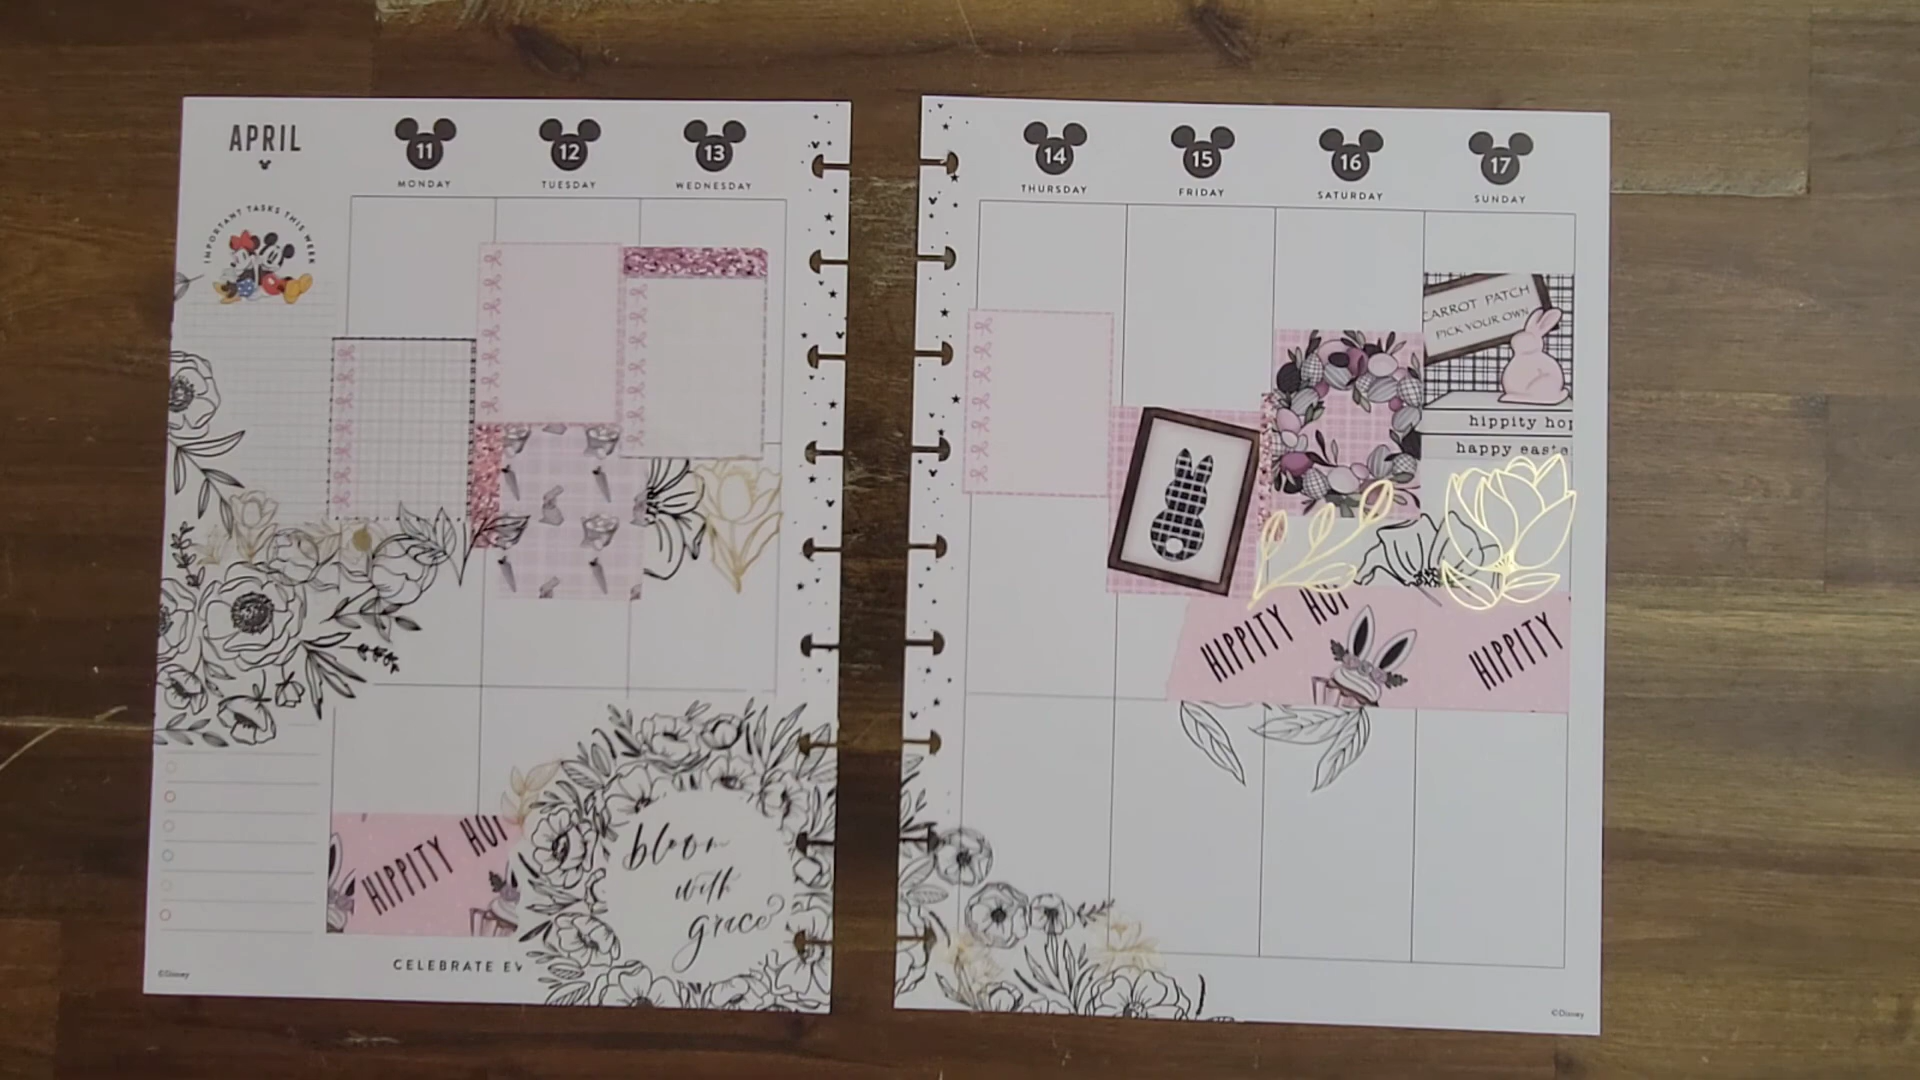 APRIL
11
MONDAY
12
TUESDAY
13
WEDNESDAY
IMPORTANT TASKS THIS WEEK
HIPPITY HOP
bloom
with
grace
CELEBRATE EV
©Disney
14
THURSDAY
15
FRIDAY
16
SATURDAY
17
SUNDAY
CARROT PATCH
PICK YOUR OWN
hippity hop
happy easte
HIPPITY HOP
HIPPITY
©Disney